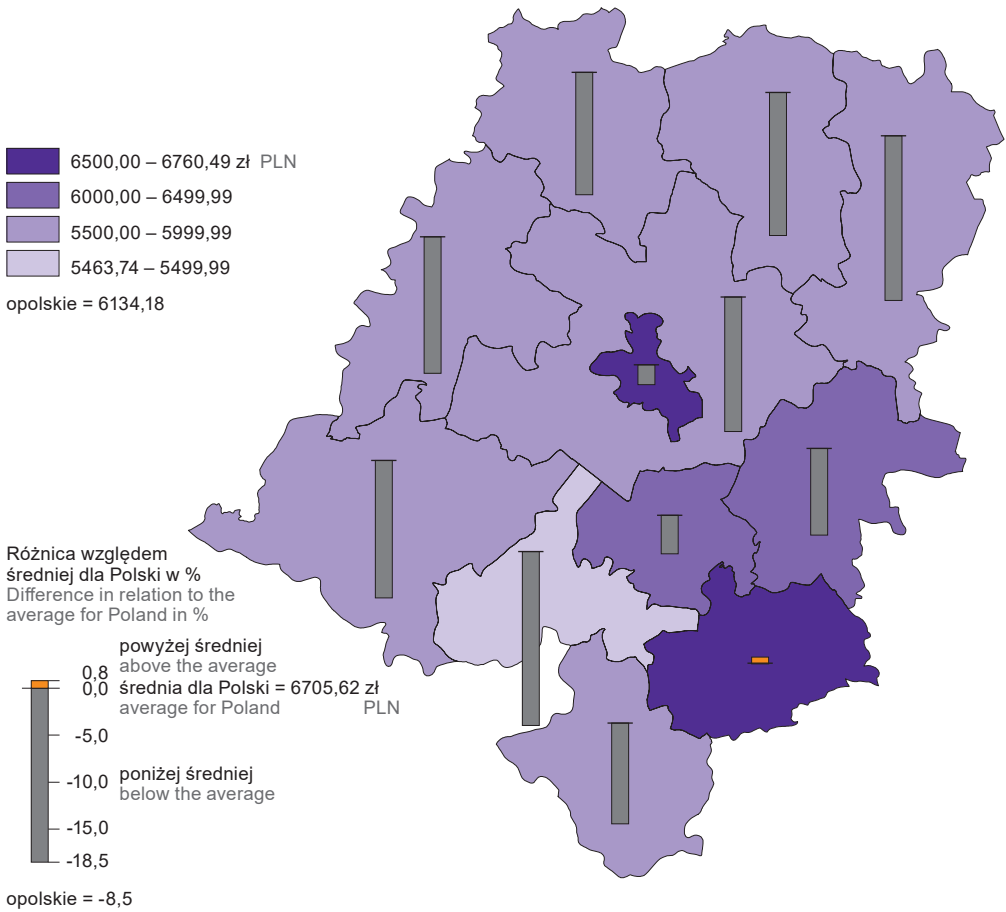 6500,00 – 6760,49 zł PLN
6000,00 – 6499,99
5500,00 – 5999,99
5463,74 – 5499,99
opolskie = 6134,18
Różnica względem
średniej dla Polski w %
Difference in relation to the
average for Poland in %
powyżej średniej
above the average
0,8
0,0
średnia dla Polski = 6705,62 zł
average for Poland PLN
-5,0
-10,0
poniżej średniej
below the average
-15,0
-18,5
opolskie = -8,5